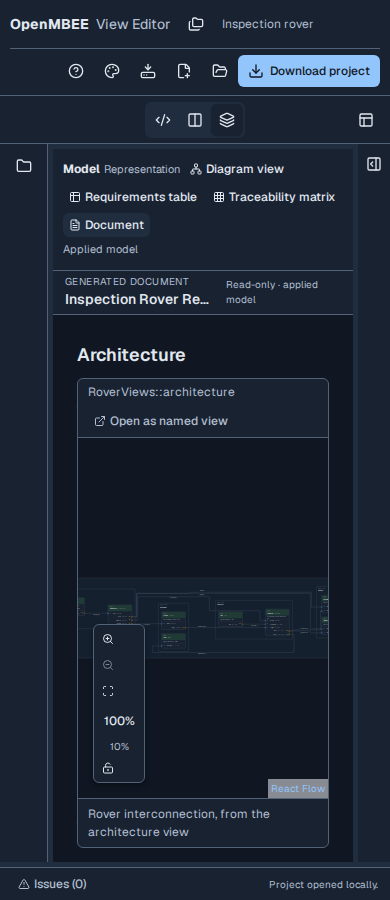 OpenMBEE View Editor Inspection rover
Download project
Model Representation Diagram view
Requirements table Traceability matrix
Document
Applied model
GENERATED DOCUMENT
Inspection Rover Re...
Read-only · applied
model
Architecture
RoverViews::architecture
Open as named view
100%
10%
React Flow
Rover interconnection, from the
architecture view
Issues (0) Project opened locally.